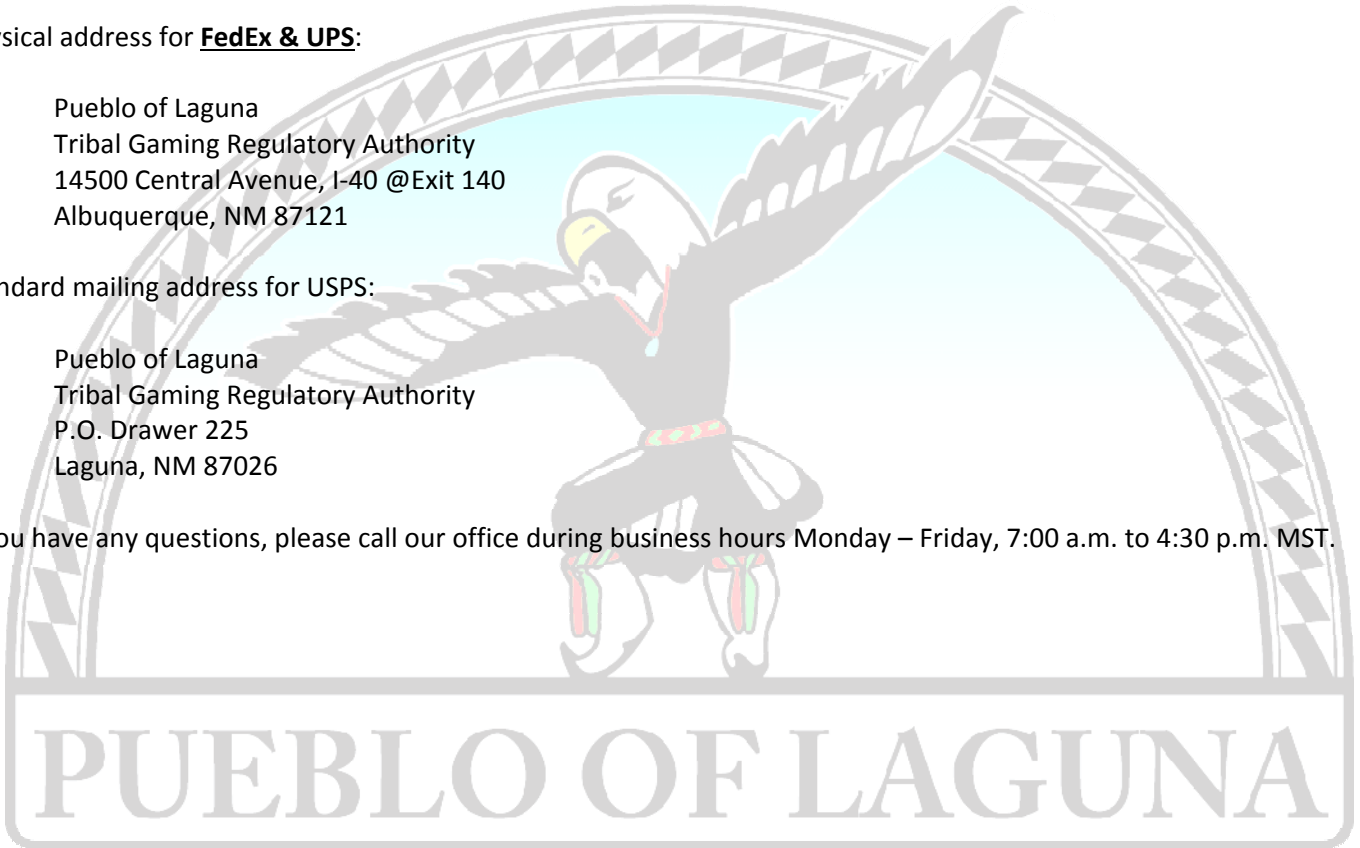 ysical address for FedEx & UPS:
Pueblo of Laguna
Tribal Gaming Regulatory Authority
14500 Central Avenue, I-40 @Exit 140
Albuquerque, NM 87121
ndard mailing address for USPS:
Pueblo of Laguna
Tribal Gaming Regulatory Authority
P.O. Drawer 225
Laguna, NM 87026
ou have any questions, please call our office during business hours Monday – Friday, 7:00 a.m. to 4:30 p.m. MST.
PUEBLO OF LAGUNA